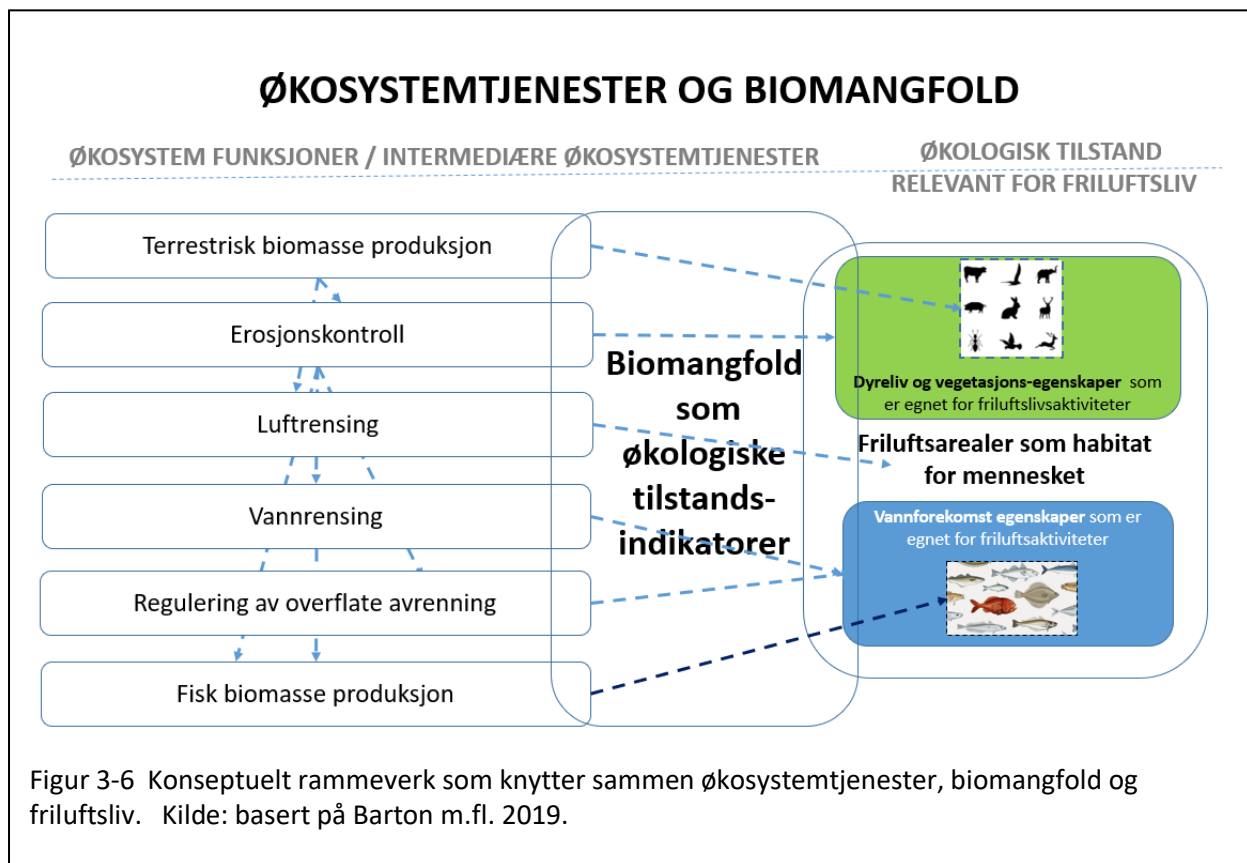 ØKOSYSTEMTJENESTER OG BIOMANGFOLD
ØKOSYSTEM FUNKSJONER / INTERMEDIÆRE ØKOSYSTEMTJENESTER
ØKOLOGISK TILSTAND
RELEVANT FOR FRILUFTSLIV
Terrestrisk biomasse produksjon
Erosjonskontroll
Luftrensing
Vannrensing
Regulering av overflate avrenning
Fisk biomasse produksjon
Biomangfold
som
økologiske
tilstands-
indikatorer
Dyreliv og vegetasjons-egenskaper som
er egnet for friluftslivsaktiviteter
Friluftsarealer som habitat
for mennesket
Vannforekomst egenskaper som er
egnet for friluftsaktiviteter
Figur 3-6 Konseptuelt rammeverk som knytter sammen økosystemtjenester, biomangfold og
friluftsliv. Kilde: basert på Barton m.fl. 2019.